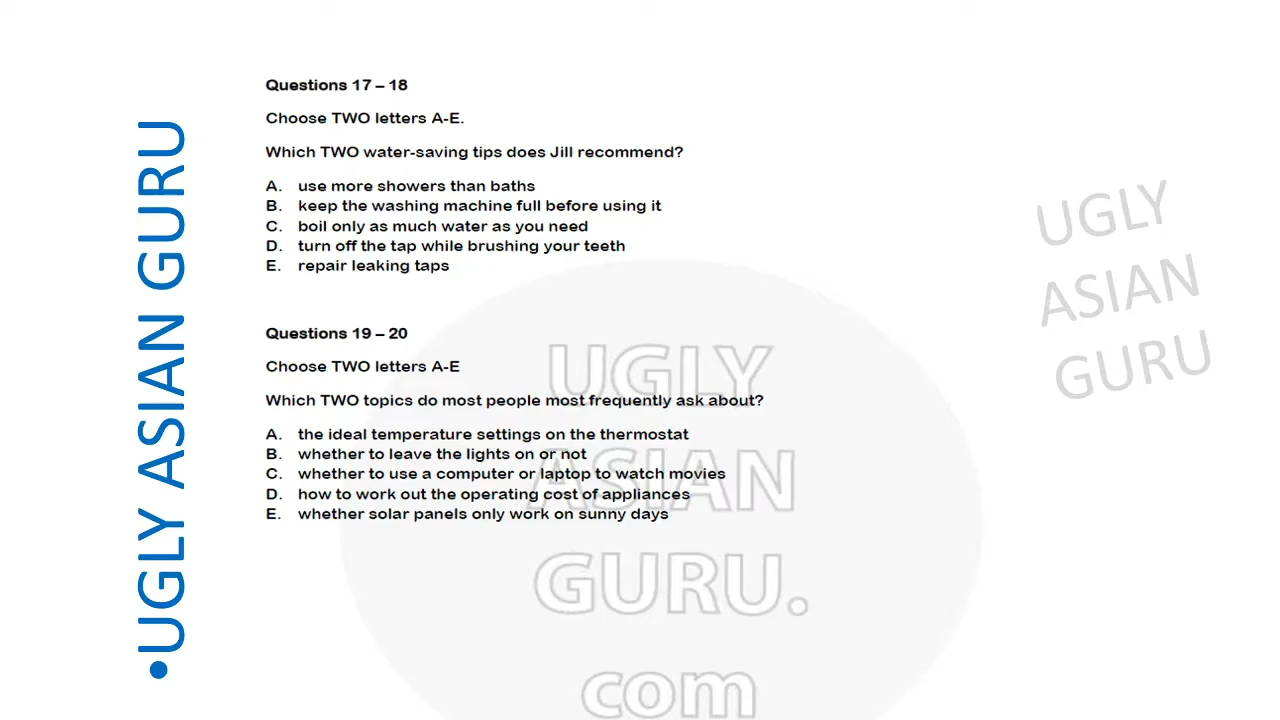 •UGLY ASIAN GURU
Questions 17 – 18
Choose TWO letters A-E.
Which TWO water-saving tips does Jill recommend?
A. use more showers than baths
B. keep the washing machine full before using it
C. boil only as much water as you need
D. turn off the tap while brushing your teeth
E. repair leaking taps
Questions 19 – 20
Choose TWO letters A-E
Which TWO topics do most people most frequently ask about?
A. the ideal temperature settings on the thermostat
B. whether to leave the lights on or not
C. whether to use a computer or laptop to watch movies
D. how to work out the operating cost of appliances
E. whether solar panels only work on sunny days
UGLY
ASIAN
GURU.
com
UGLY
ASIAN
GURU